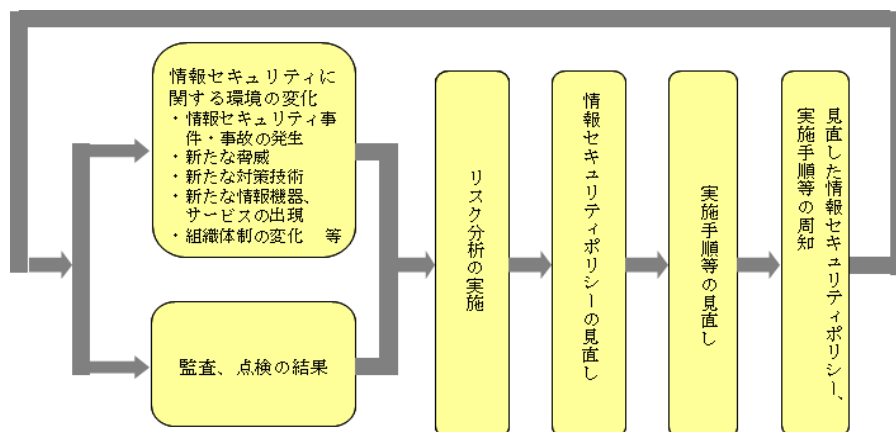 情報セキュリティに
関する環境の変化
・情報セキュリティ事
件・事故の発生
・新たな脅威
・新たな対策技術
・新たな情報機器、
サービスの出現
・組織体制の変化　等
監査、点検の結果
リスク分析の実施
情報セキュリティポリシーの見直し
実施手順等の見直し
見直した情報セキュリティポリシー、
実施手順等の周知